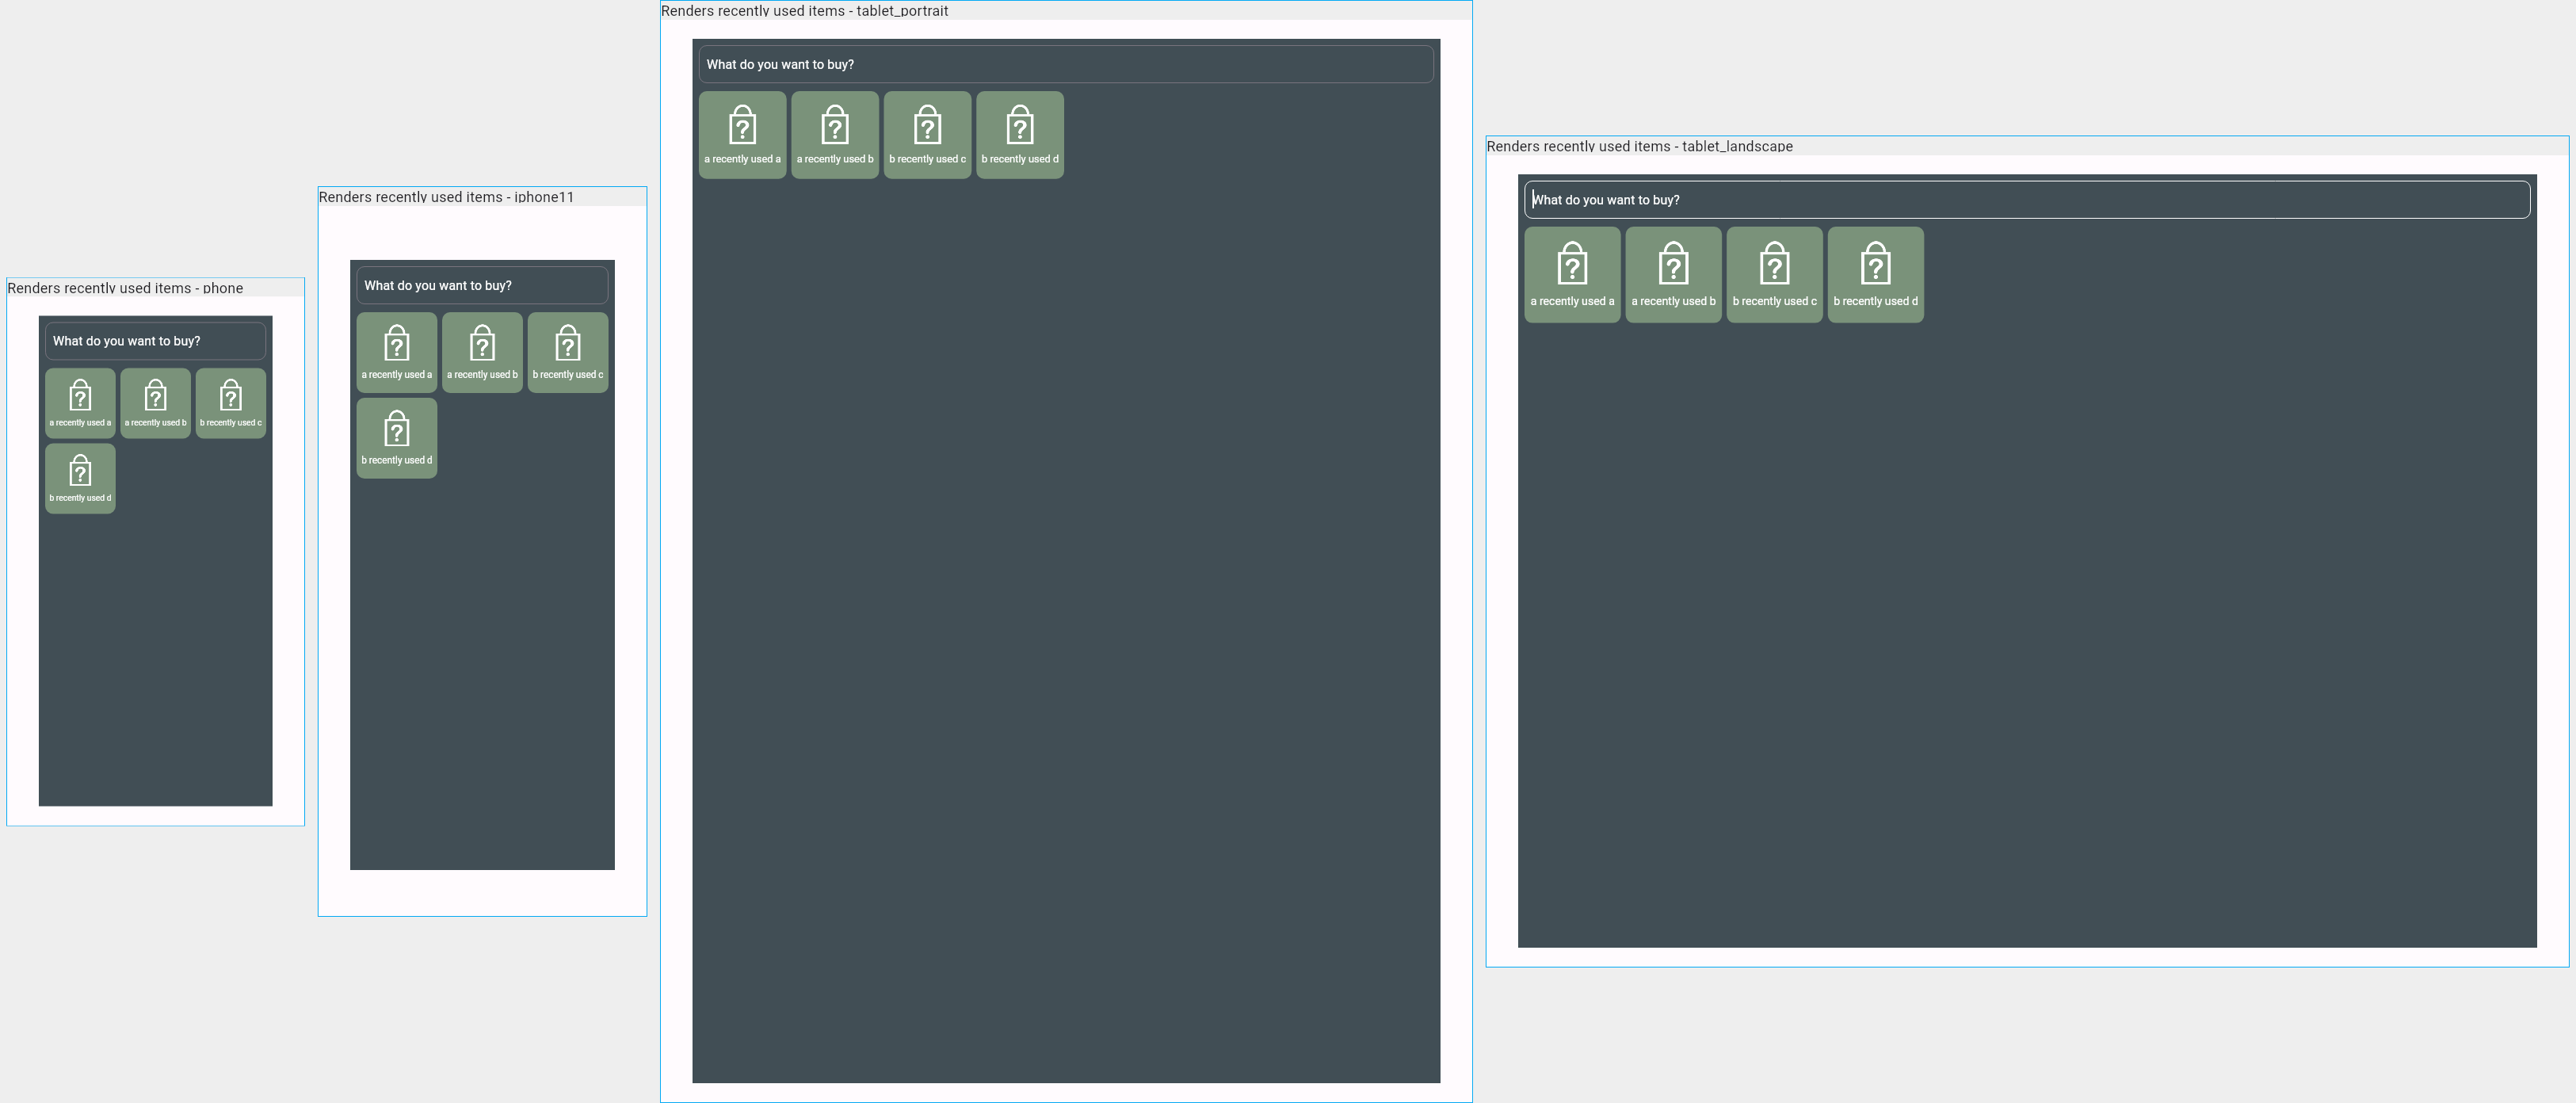 Renders recently used items - phone
What do you want to buy?
a recently used a
a recently used b
b recently used c
b recently used d
Renders recently used items - iphone11
What do you want to buy?
a recently used a
a recently used b
b recently used c
b recently used d
Renders recently used items - tablet_portrait
What do you want to buy?
a recently used a
a recently used b
b recently used c
b recently used d
Renders recently used items - tablet_landscape
What do you want to buy?
a recently used a
a recently used b
b recently used c
b recently used d